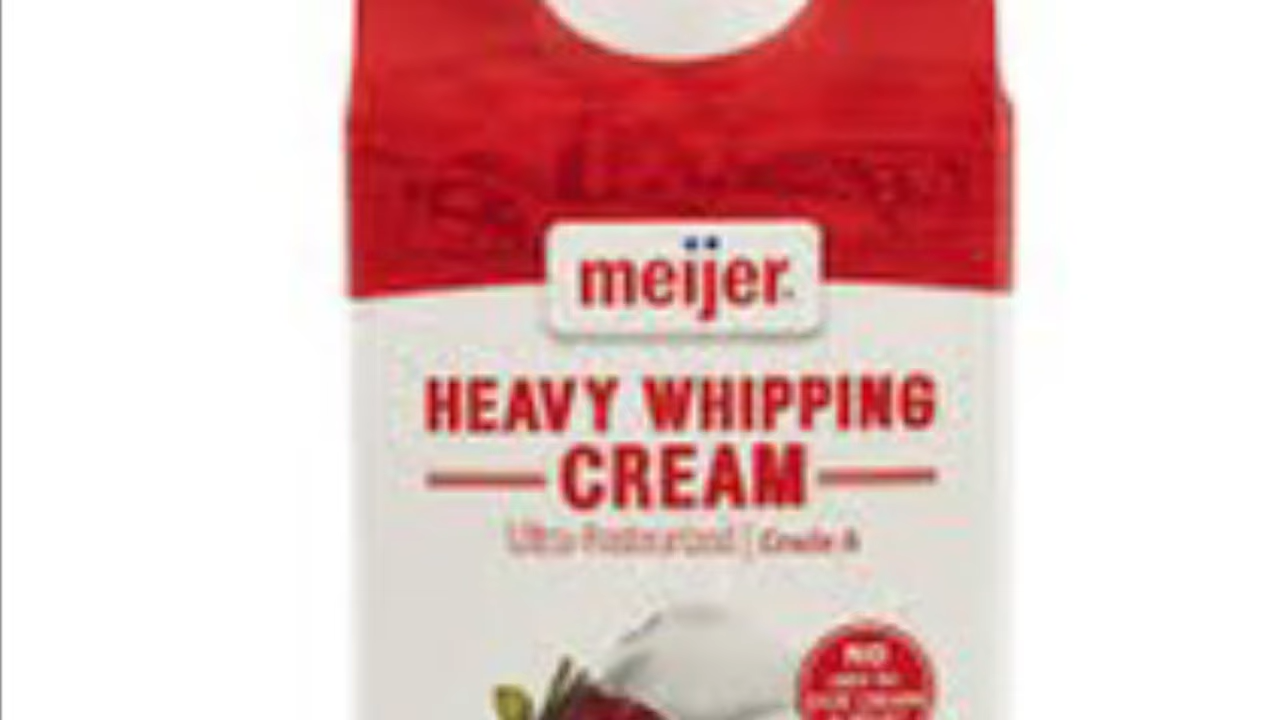 meijer
HEAVY WHIPPING
CREAM
Ultra-Pasteurized | Grade A
NO